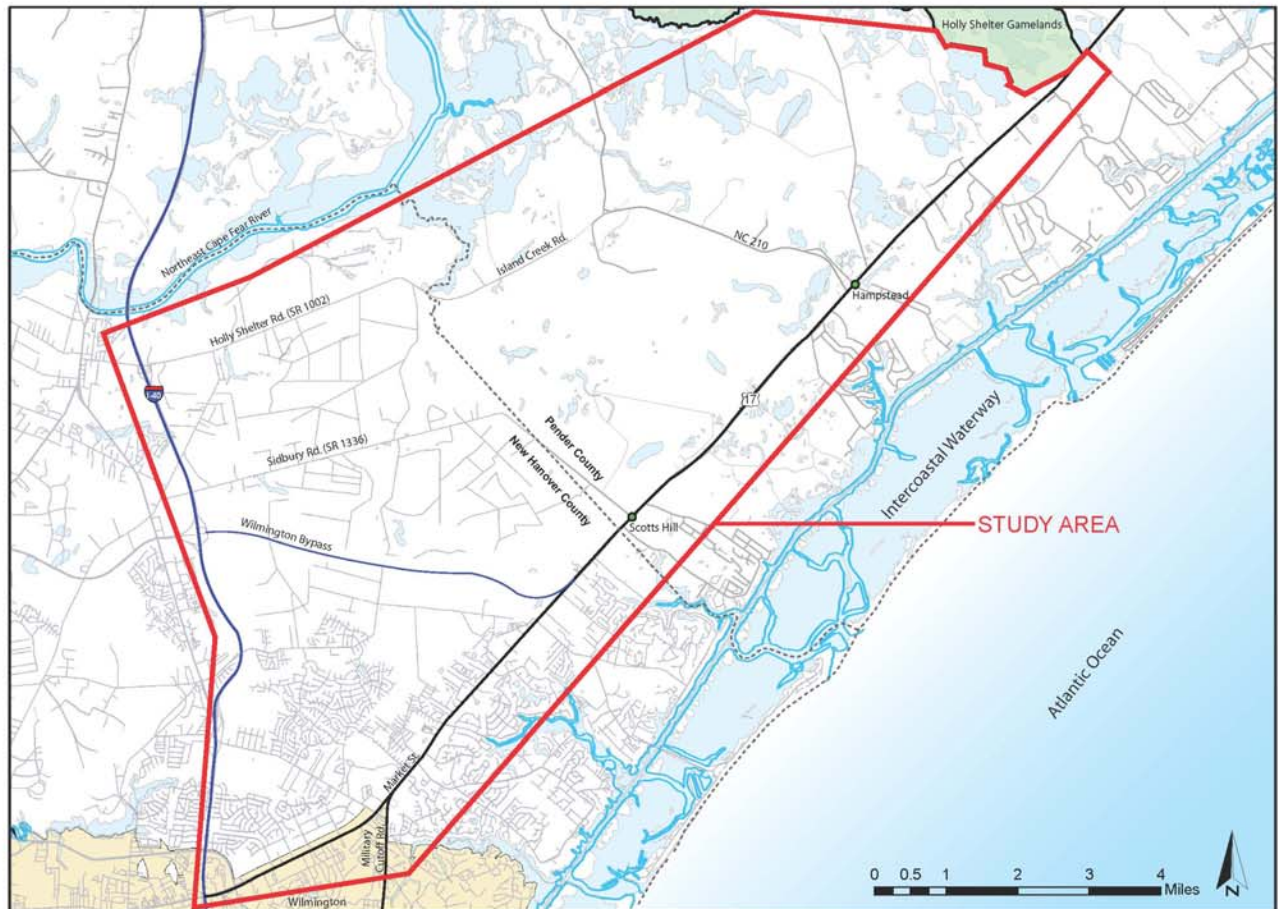 Holly Shelter Gamelands
Northeast Cape Fear River
Island Creek Rd.
NC 210
Hampstead
Holly Shelter Rd. (SR 1002)
I-40
17
Intercoastal Waterway
Sidbury Rd. (SR 1336)
Pender County
New Hanover County
Scotts Hill
STUDY AREA
Wilmington Bypass
Atlantic Ocean
Market St.
Military
Cutoff Rd.
Wilmington
0 0.5 1 2 3 4
Miles
N